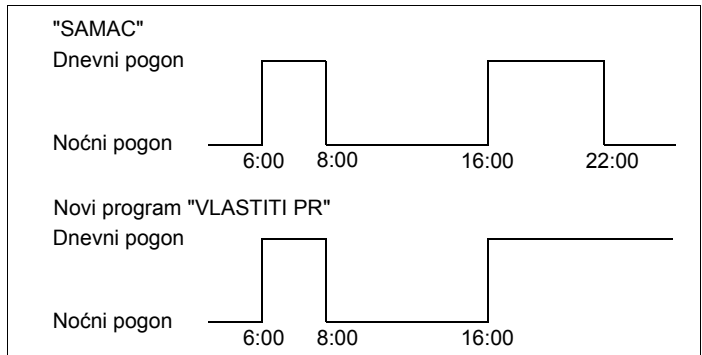 "SAMAC"
Dnevni pogon
Noćni pogon
6:00 8:00 16:00 22:00
Novi program "VLASTITI PR"
Dnevni pogon
Noćni pogon
6:00 8:00 16:00